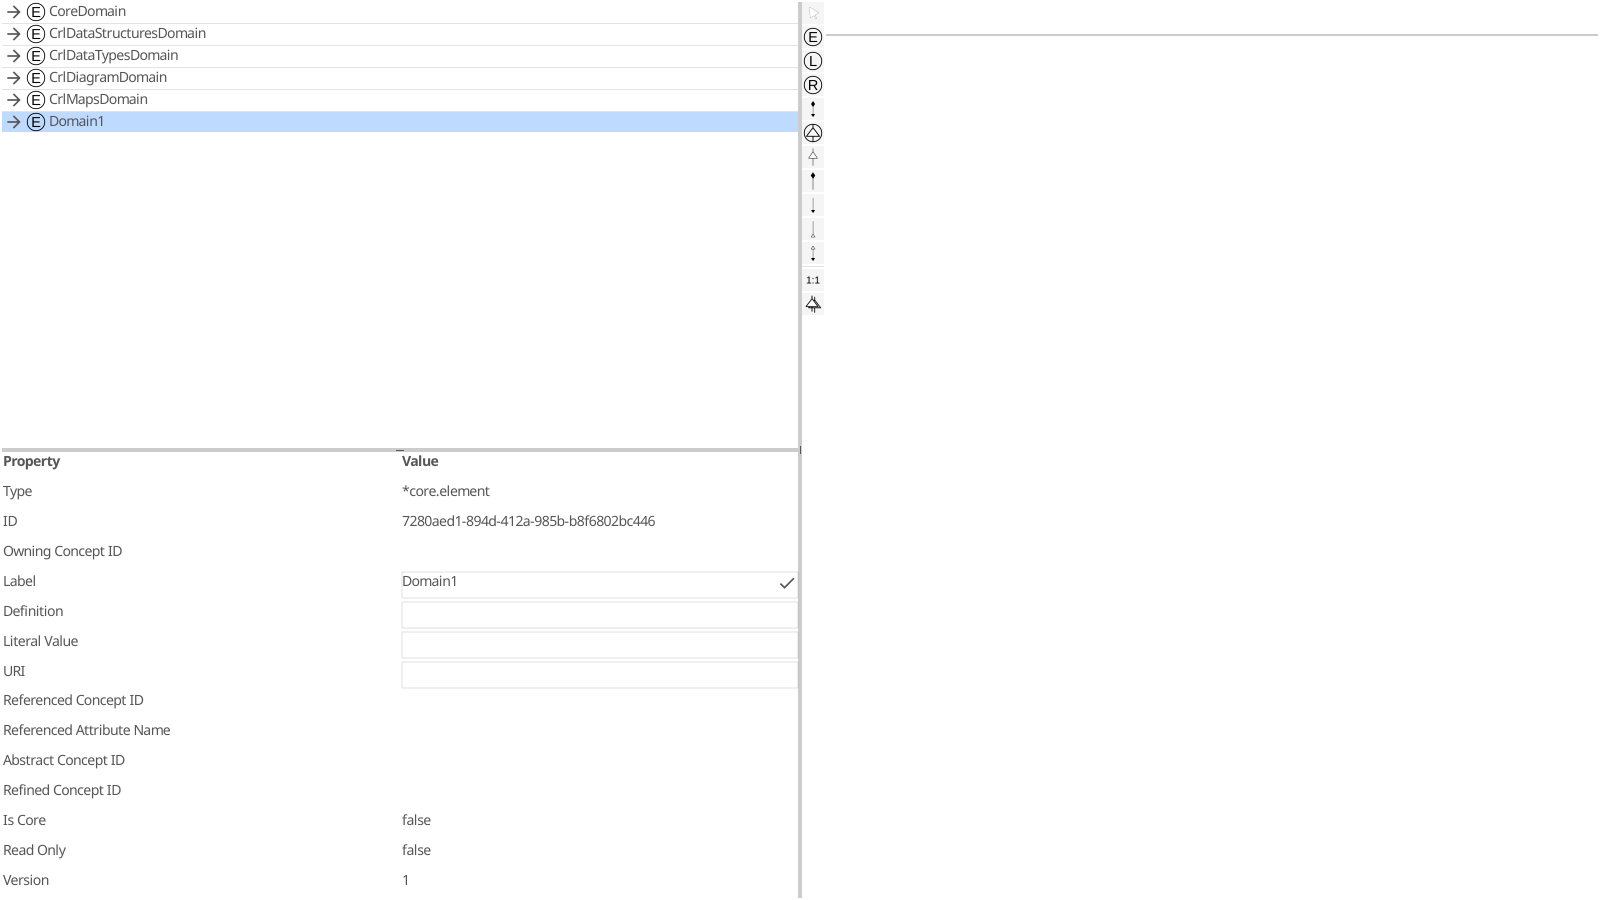 E CoreDomain
E CrlDataStructuresDomain
E CrlDataTypesDomain
E CrlDiagramDomain
E CrlMapsDomain
E Domain1
E
L
R
1:1
Property Value
Type *core.element
ID 7280aed1-894d-412a-985b-b8f6802bc446
Owning Concept ID
Label Domain1
Definition
Literal Value
URI
Referenced Concept ID
Referenced Attribute Name
Abstract Concept ID
Refined Concept ID
Is Core false
Read Only false
Version 1